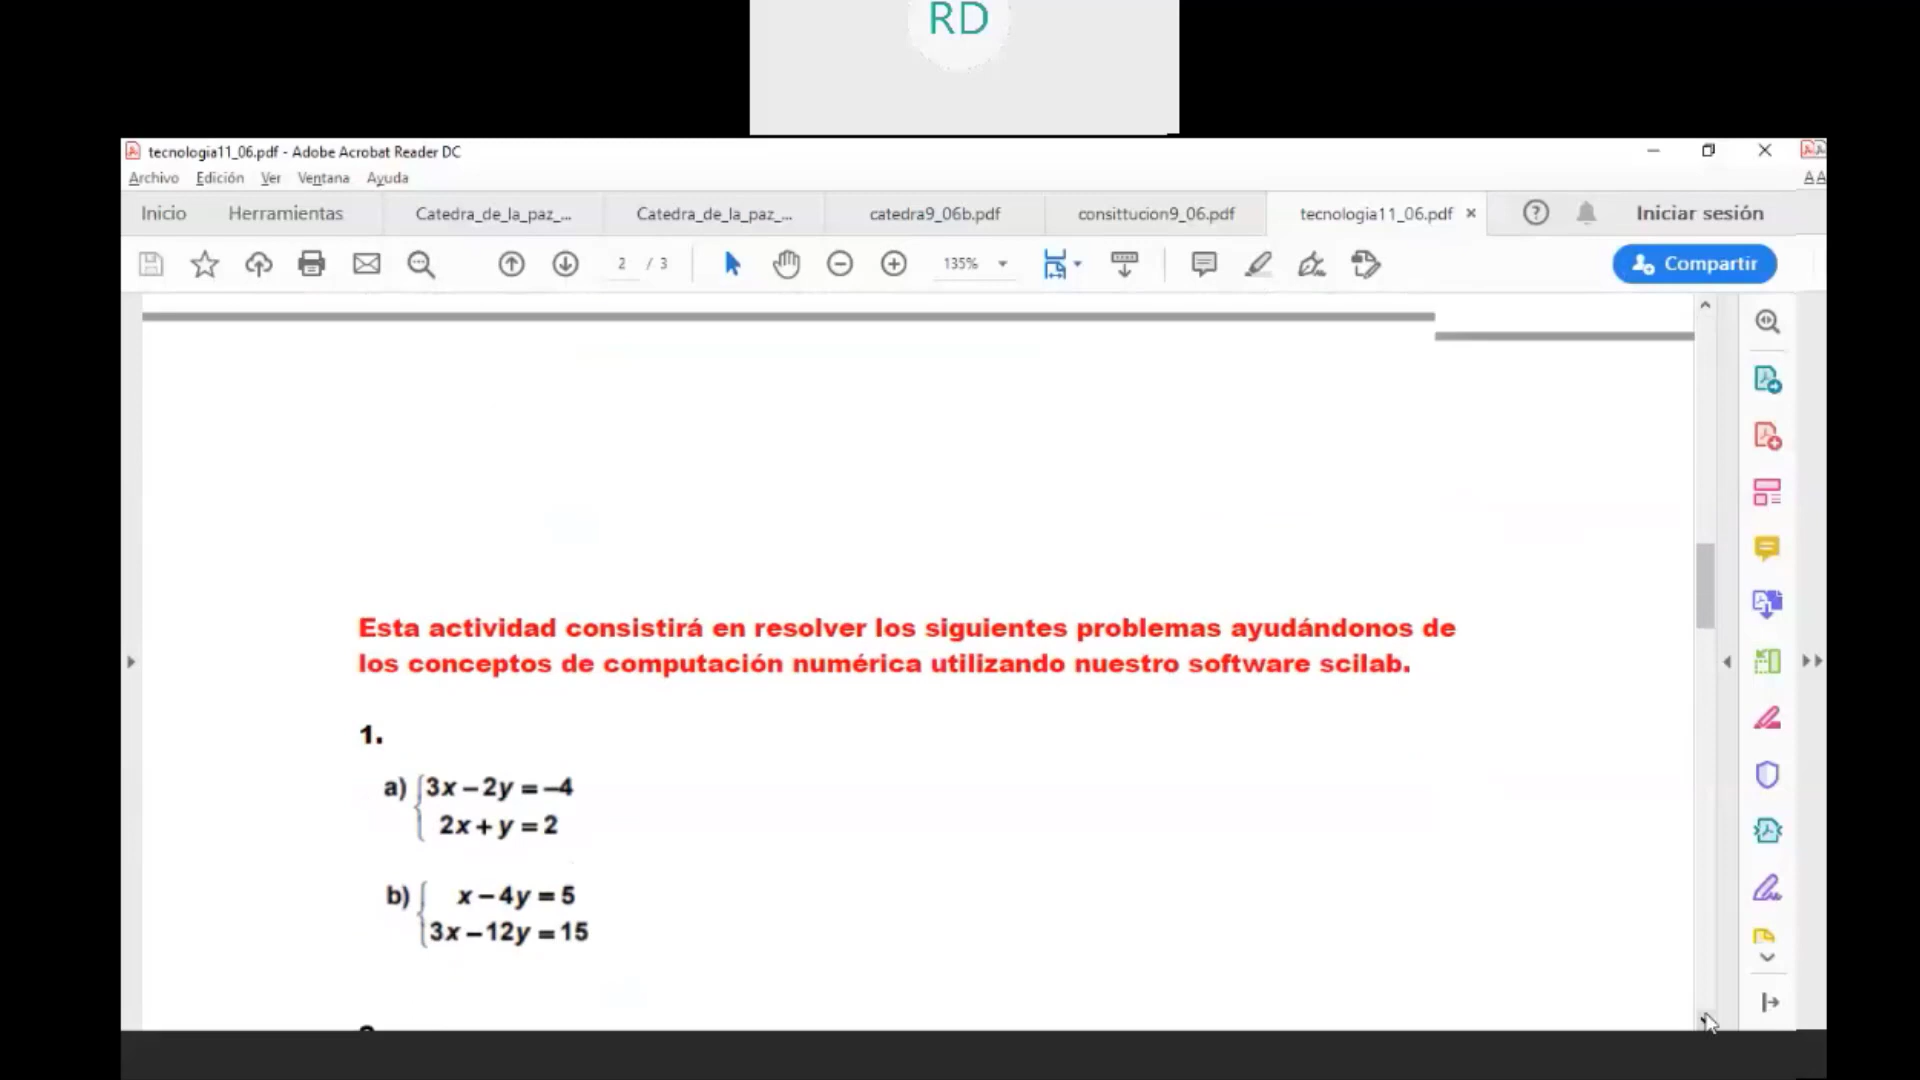 RD
tecnologia11_06.pdf - Adobe Acrobat Reader DC
Archivo Edición Ver Ventana Ayuda
Inicio Herramientas Catedra_de_la_paz_... Catedra_de_la_paz_... catedra9_06b.pdf consittucion9_06.pdf tecnologia11_06.pdf × Iniciar sesión
2 / 3 135% Compartir
Esta actividad consistirá en resolver los siguientes problemas ayudándonos de
los conceptos de computación numérica utilizando nuestro software scilab.
1.
a) 3x – 2y = –4
2x + y = 2
b) x – 4y = 5
3x – 12y = 15